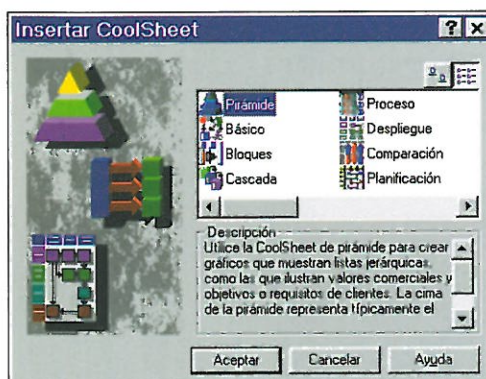 Insertar CoolSheet
Pirámide
Básico
Bloques
Cascada
Proceso
Despliegue
Comparación
Planificación
Descripción
Utilice la CoolSheet de pirámide para crear
gráficos que muestran listas jerárquicas,
como las que ilustran valores comerciales y
objetivos o requisitos de clientes. La cima
de la pirámide representa típicamente el
Aceptar
Cancelar
Ayuda